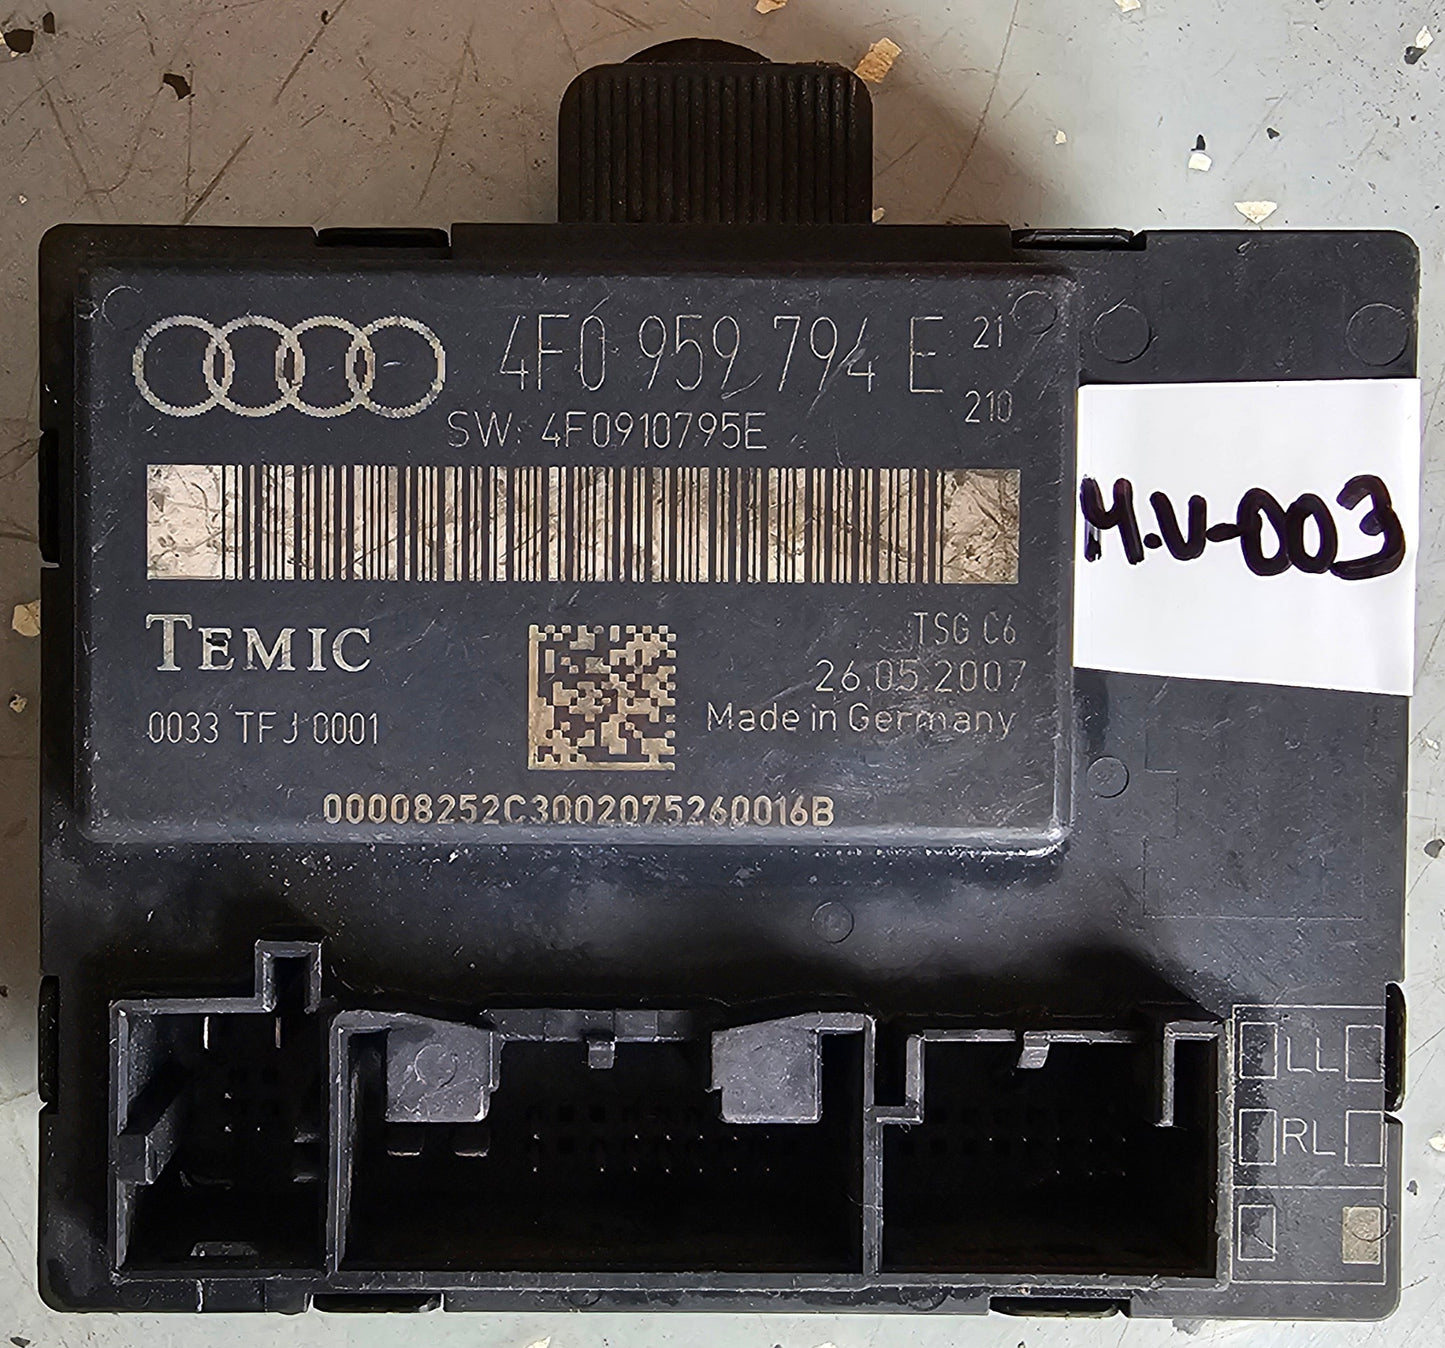 4F0 959 794 E 21
210
SW: 4F0910795E
M.V-003
TEMIC
TSG C6
26.05.2007
0033 TFJ 0001
Made in Germany
00008252C3002075260016B
LL
RL